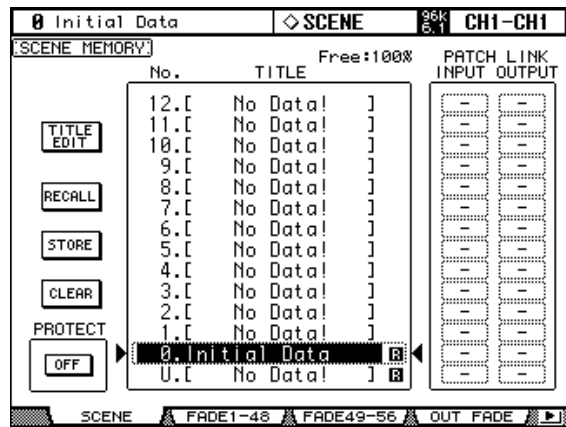 0 Initial Data ◇SCENE 96k 6.1 CH1-CH1
SCENE MEMORY
Free:100%
PATCH LINK
No. TITLE INPUT OUTPUT
12.[ No Data! ] - -
11.[ No Data! ] - -
10.[ No Data! ] - -
9.[ No Data! ] - -
8.[ No Data! ] - -
7.[ No Data! ] - -
6.[ No Data! ] - -
5.[ No Data! ] - -
4.[ No Data! ] - -
3.[ No Data! ] - -
2.[ No Data! ] - -
1.[ No Data! ] - -
0.Initial Data R - -
U.[ No Data! ] R - -
TITLE
EDIT
RECALL
STORE
CLEAR
PROTECT
OFF
SCENE FADE1-48 FADE49-56 OUT FADE